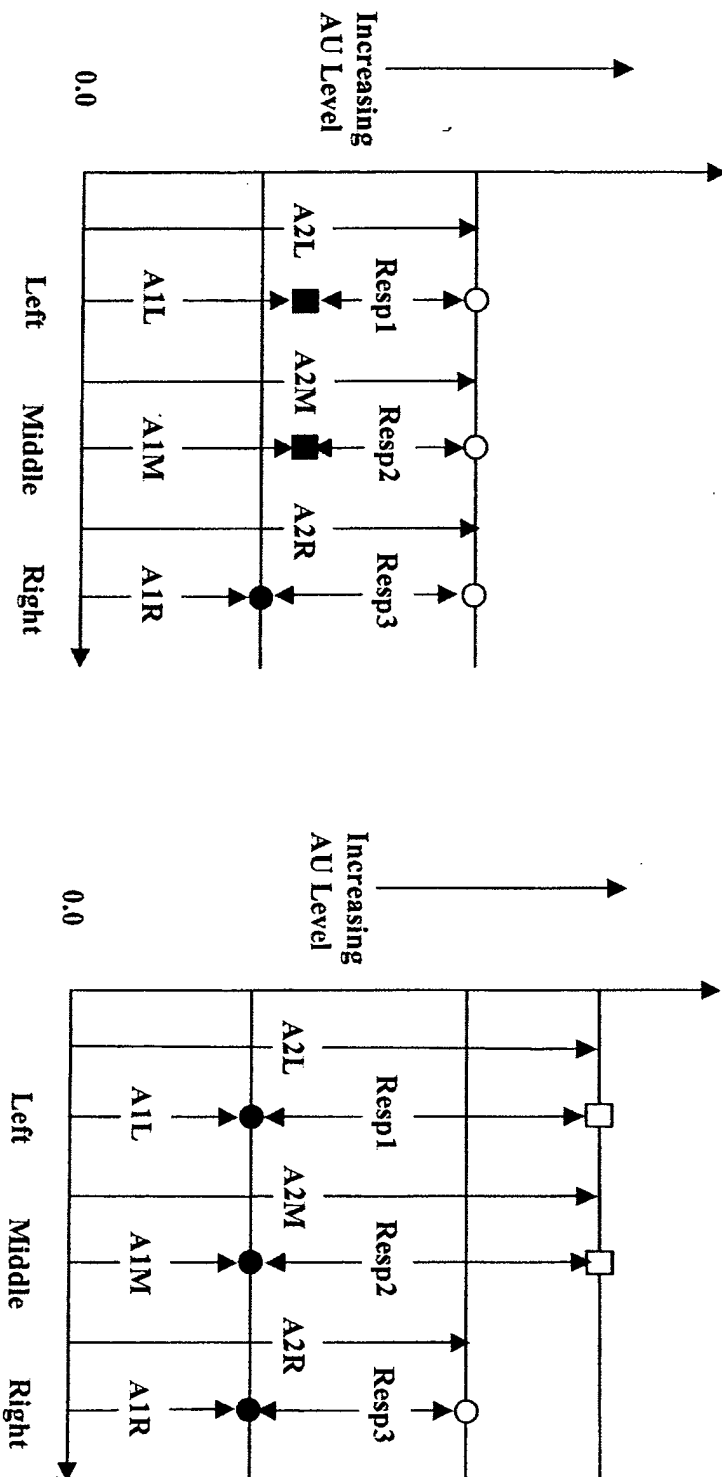 Increasing
AU Level
Resp1 Resp2 Resp3
A2L A2M A2R
A1L A1M A1R
0.0
Left Middle Right
Increasing
AU Level
Resp1 Resp2 Resp3
A2L A2M A2R
A1L A1M A1R
0.0
Left Middle Right